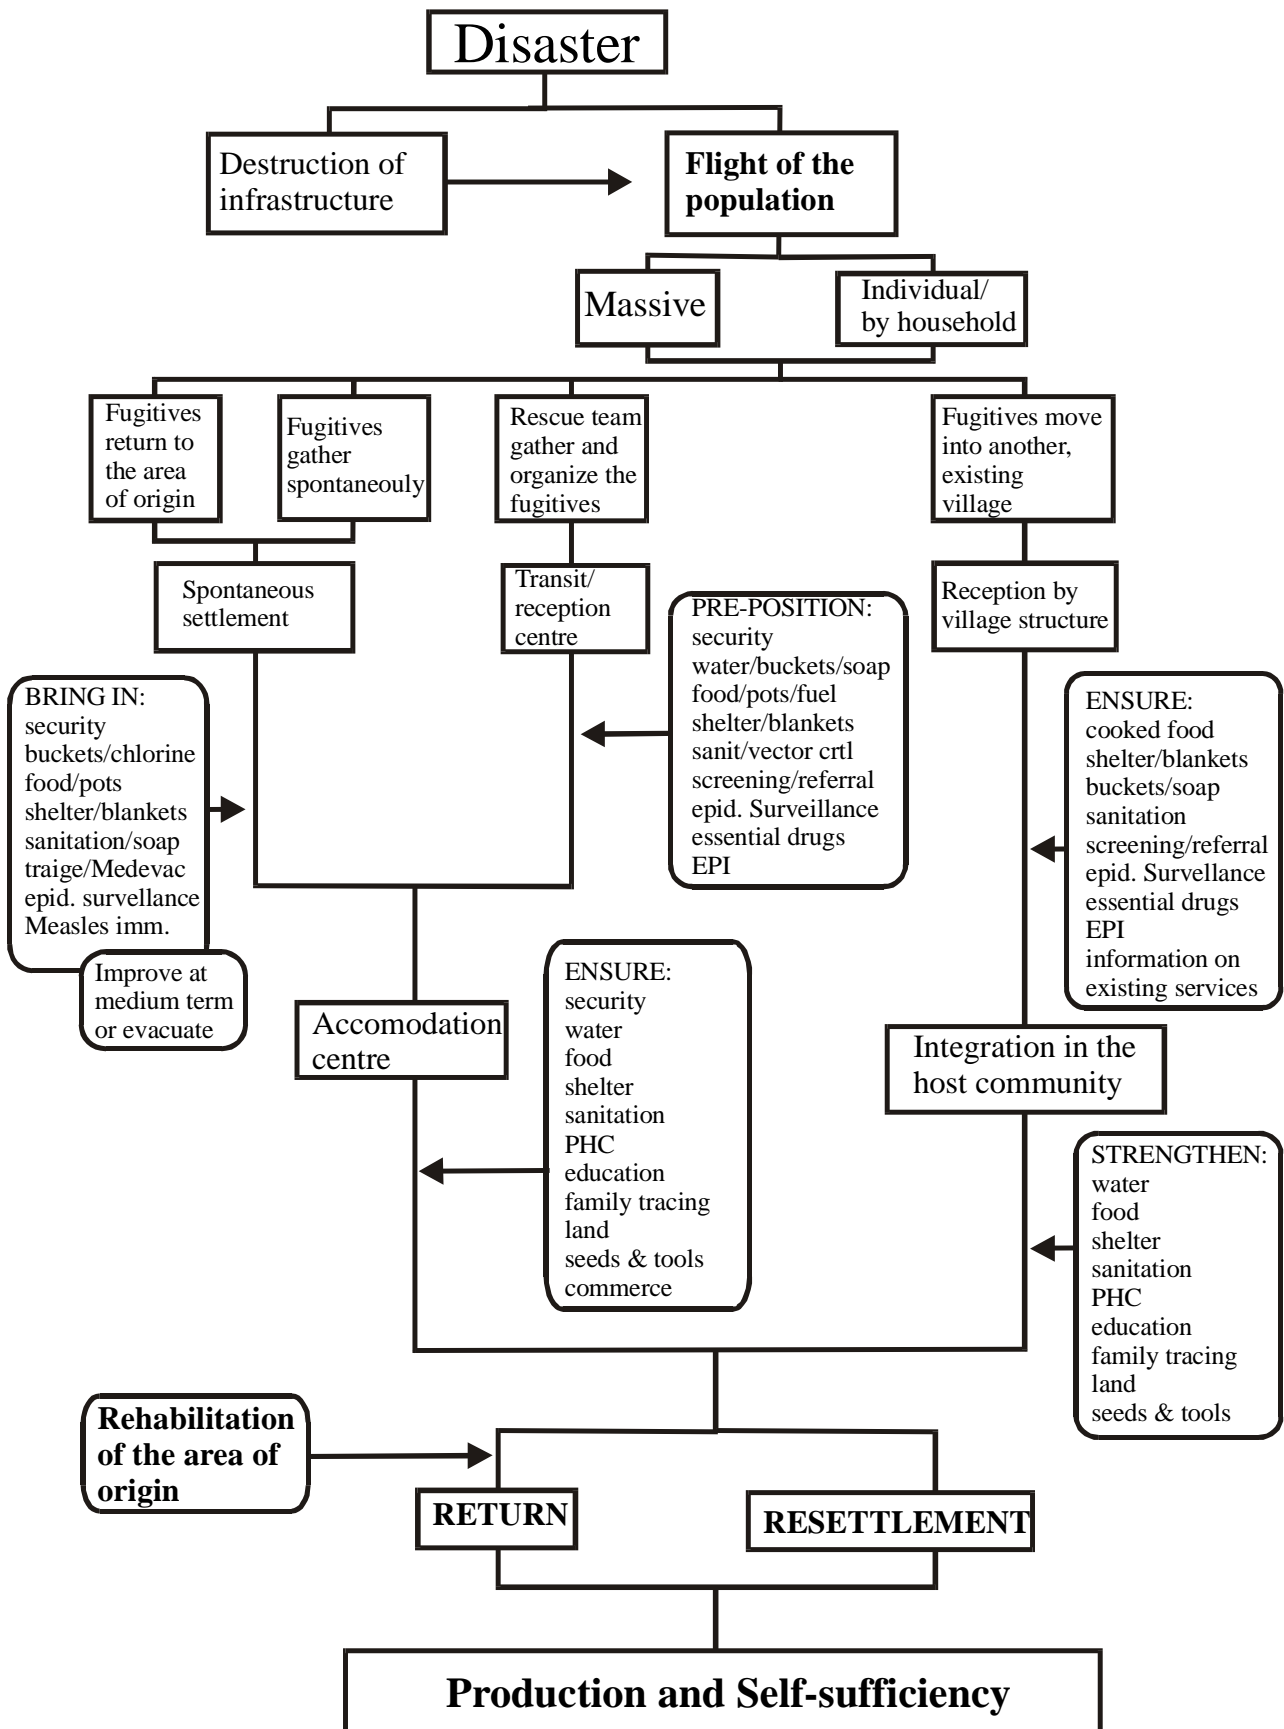 Disaster
Destruction of
infrastructure
Flight of the
population
Massive
Individual/
by household
Fugitives
return to
the area
of origin
Fugitives
gather
spontaneouly
Rescue team
gather and
organize the
fugitives
Fugitives move
into another,
existing
village
Spontaneous
settlement
Transit/
reception
centre
PRE-POSITION:
security
water/buckets/soap
food/pots/fuel
shelter/blankets
sanit/vector crtl
screening/referral
epid. Surveillance
essential drugs
EPI
Reception by
village structure
BRING IN:
security
buckets/chlorine
food/pots
shelter/blankets
sanitation/soap
traige/Medevac
epid. survellance
Measles imm.
Improve at
medium term
or evacuate
ENSURE:
cooked food
shelter/blankets
buckets/soap
sanitation
screening/referral
epid. Survellance
essential drugs
EPI
information on
existing services
Accomodation
centre
ENSURE:
security
water
food
shelter
sanitation
PHC
education
family tracing
land
seeds & tools
commerce
Integration in the
host community
STRENGTHEN:
water
food
shelter
sanitation
PHC
education
family tracing
land
seeds & tools
Rehabilitation
of the area of
origin
RETURN
RESETTLEMENT
Production and Self-sufficiency